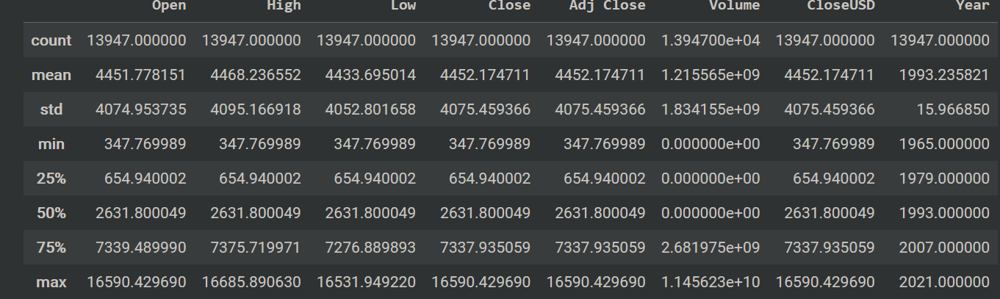 Open High Low Close Adj Close Volume CloseUSD Year
count 13947.000000 13947.000000 13947.000000 13947.000000 13947.000000 1.394700e+04 13947.000000 13947.000000
mean 4451.778151 4468.236552 4433.695014 4452.174711 4452.174711 1.215565e+09 4452.174711 1993.235821
std 4074.953735 4095.166918 4052.801658 4075.459366 4075.459366 1.834155e+09 4075.459366 15.966850
min 347.769989 347.769989 347.769989 347.769989 347.769989 0.000000e+00 347.769989 1965.000000
25% 654.940002 654.940002 654.940002 654.940002 654.940002 0.000000e+00 654.940002 1979.000000
50% 2631.800049 2631.800049 2631.800049 2631.800049 2631.800049 0.000000e+00 2631.800049 1993.000000
75% 7339.489990 7375.719971 7276.889893 7337.935059 7337.935059 2.681975e+09 7337.935059 2007.000000
max 16590.429690 16685.890630 16531.949220 16590.429690 16590.429690 1.145623e+10 16590.429690 2021.000000